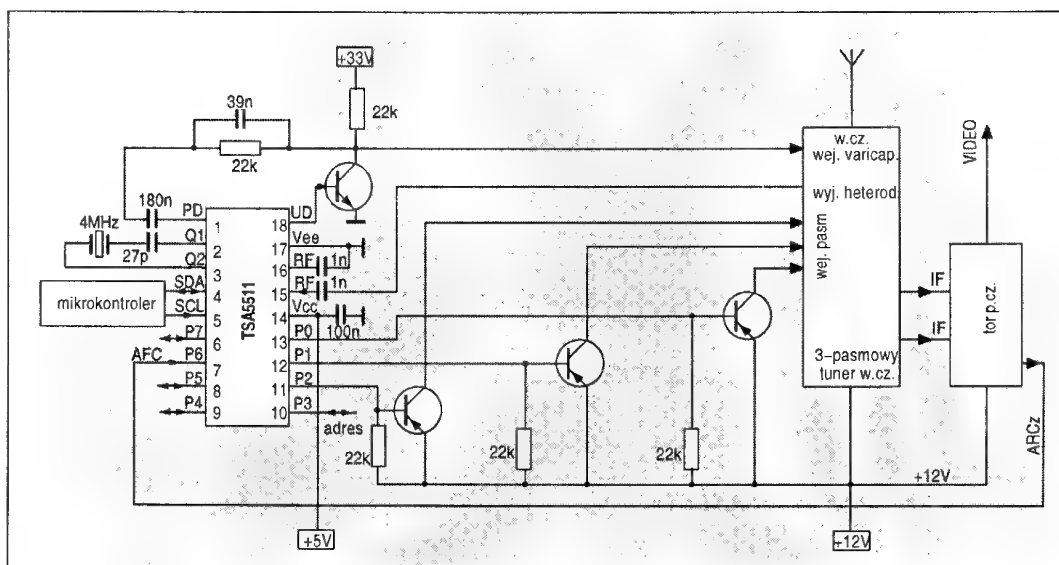 +33V
39n
22k
22k
w.cz.
wej. varicap.
wyj. heterod.
wej. pasm
3-pasmowy
tuner w.cz.
VIDEO
IF
IF
tor p.cz.
ARCz
180n
PD
4MHz
Q1
27p
Q2
mikrokontroler
SDA
SCL
P7
AFC
P6
P5
P4
1
2
3
4
5
6
7
8
9
TSA5511
18
17
16
15
14
13
12
11
10
UD
Vee
RF
1n
RF
1n
Vcc
100n
P0
P1
P2
P3
adres
22k
22k
22k
+12V
+5V
+12V